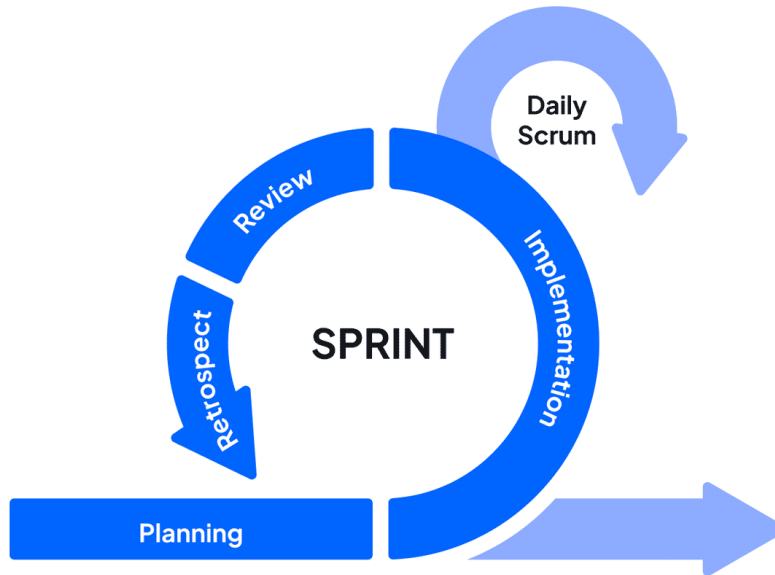 Daily
Scrum
Review
Implementation
SPRINT
Retrospect
Planning